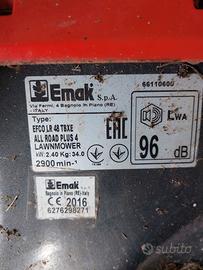 Emak S.p.A.
Via Fermi, 4 Bagnolo in Piano (RE)
- ITALY
66110600
Type:
EFCO LR 48 TBXE
ALL ROAD PLUS 4
LAWNMOWER
kW: 2.40 Kg: 34.0
2900 min-¹
EAC
LWA
96 dB
Emak S.p.A.
Bagnolo in Piano (RE)-Italy
CE 2016
6276298271
subito